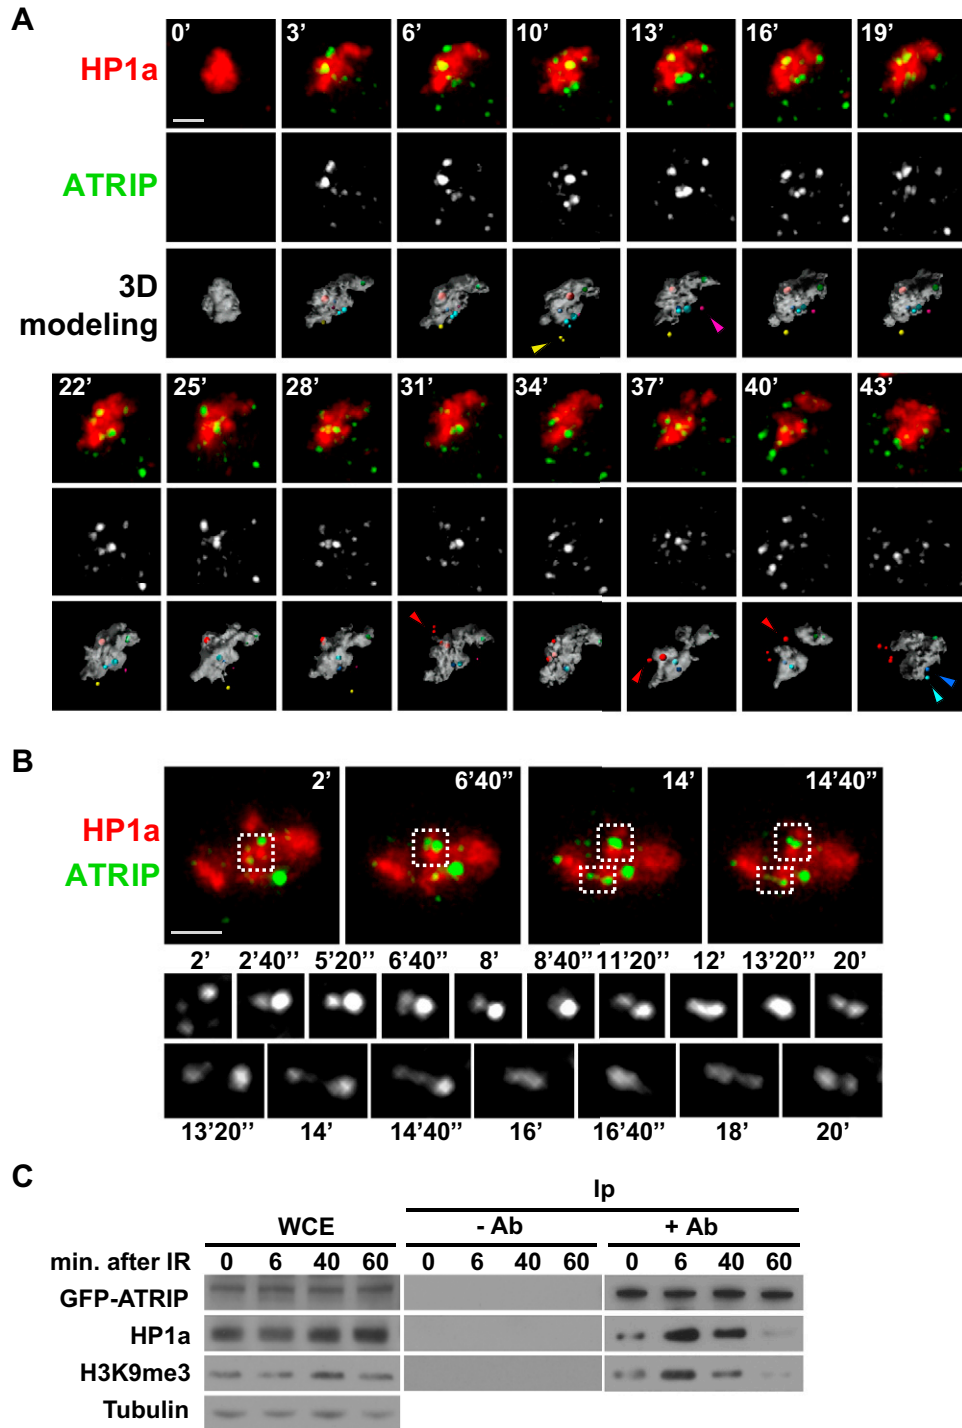 A
0' 3' 6' 10' 13' 16' 19'
HP1a
ATRIP
3D
modeling
22' 25' 28' 31' 34' 37' 40' 43'
B
2' 6'40'' 14' 14'40''
HP1a
ATRIP
2' 2'40'' 5'20'' 6'40'' 8' 8'40'' 11'20'' 12' 13'20'' 20'
13'20'' 14' 14'40'' 16' 16'40'' 18' 20'
C
Ip
WCE - Ab + Ab
min. after IR 0 6 40 60 0 6 40 60 0 6 40 60
GFP-ATRIP
HP1a
H3K9me3
Tubulin